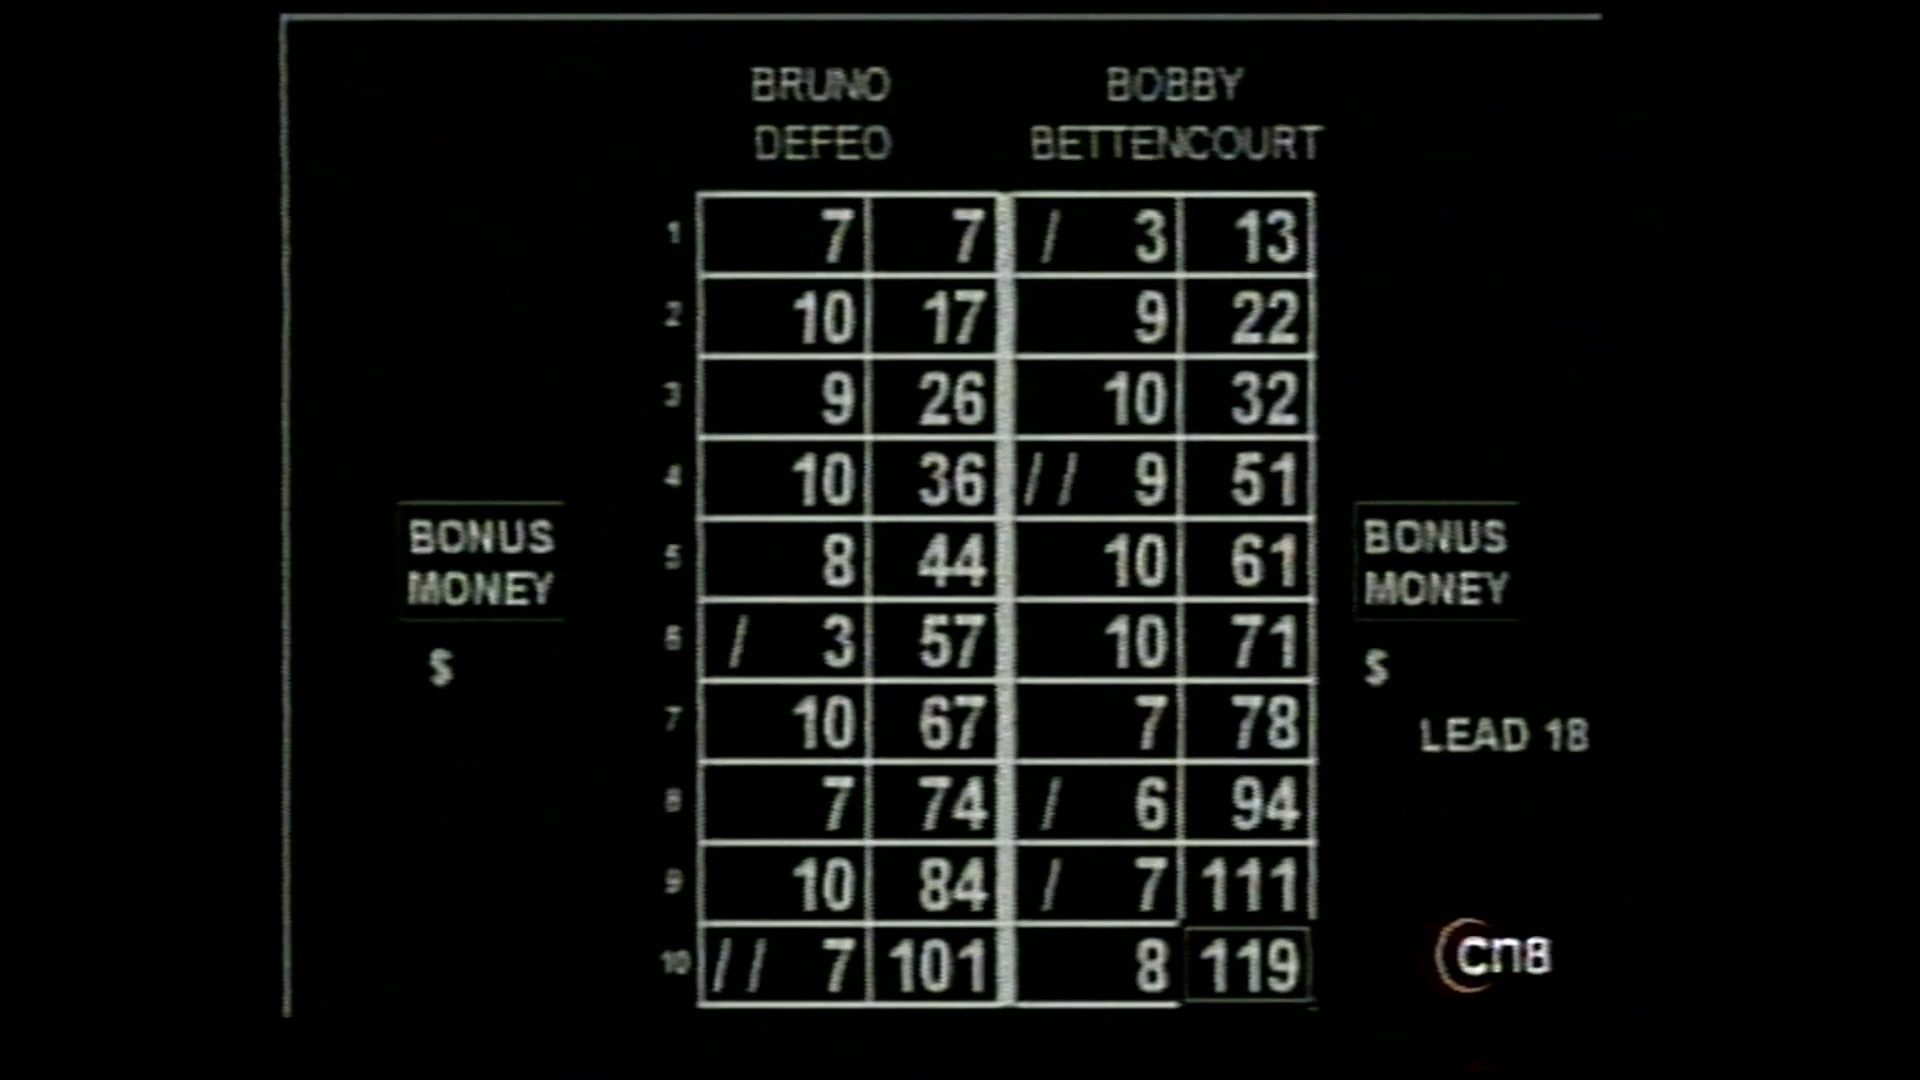 BRUNO DEFEO
BOBBY BETTENCOURT
1 7 7 / 3 13
2 10 17 9 22
3 9 26 10 32
4 10 36 // 9 51
5 8 44 10 61
6 / 3 57 10 71
7 10 67 7 78
8 7 74 / 6 94
9 10 84 / 7 111
10 // 7 101 8 119
BONUS
MONEY
$
BONUS
MONEY
$
LEAD 18
cn8